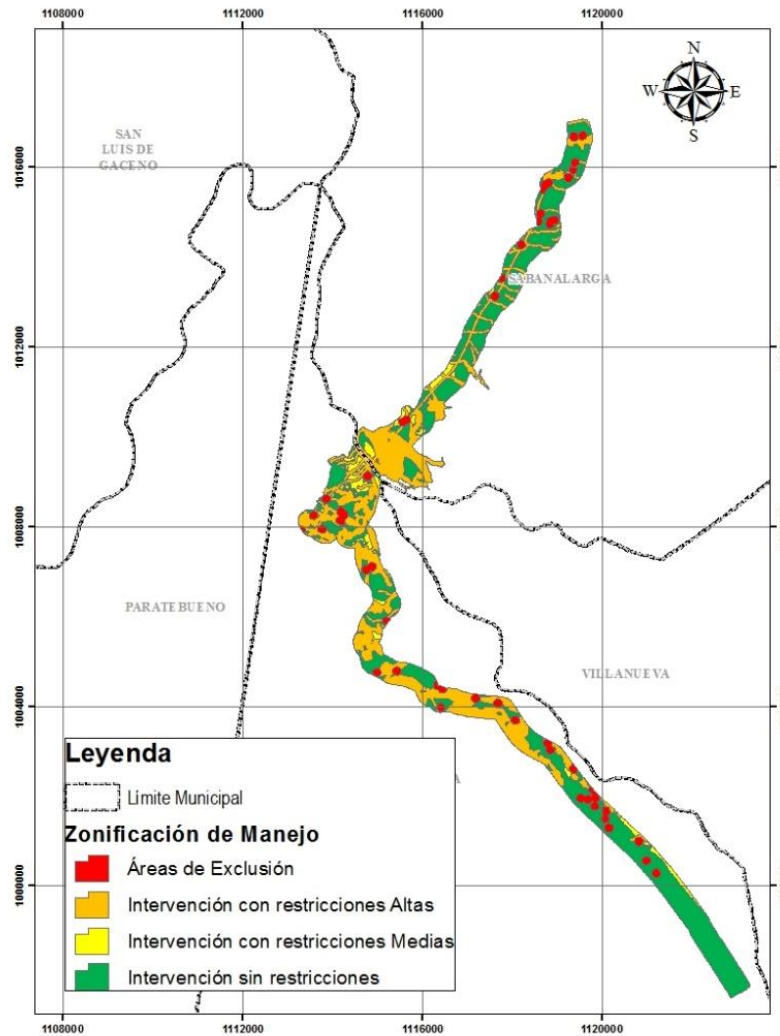 1108000 1112000 1116000 1120000
N
W E
S
SAN
LUIS DE
GACENO
1016000 1016000
SABANALARGA
1012000
1008000
PARATEBUENO
VILLANUEVA
1004000
Leyenda
Límite Municipal
A
Zonificación de Manejo
Áreas de Exclusión
1000000
Intervención con restricciones Altas
Intervención con restricciones Medias
Intervención sin restricciones
1108000 1112000 1116000 1120000